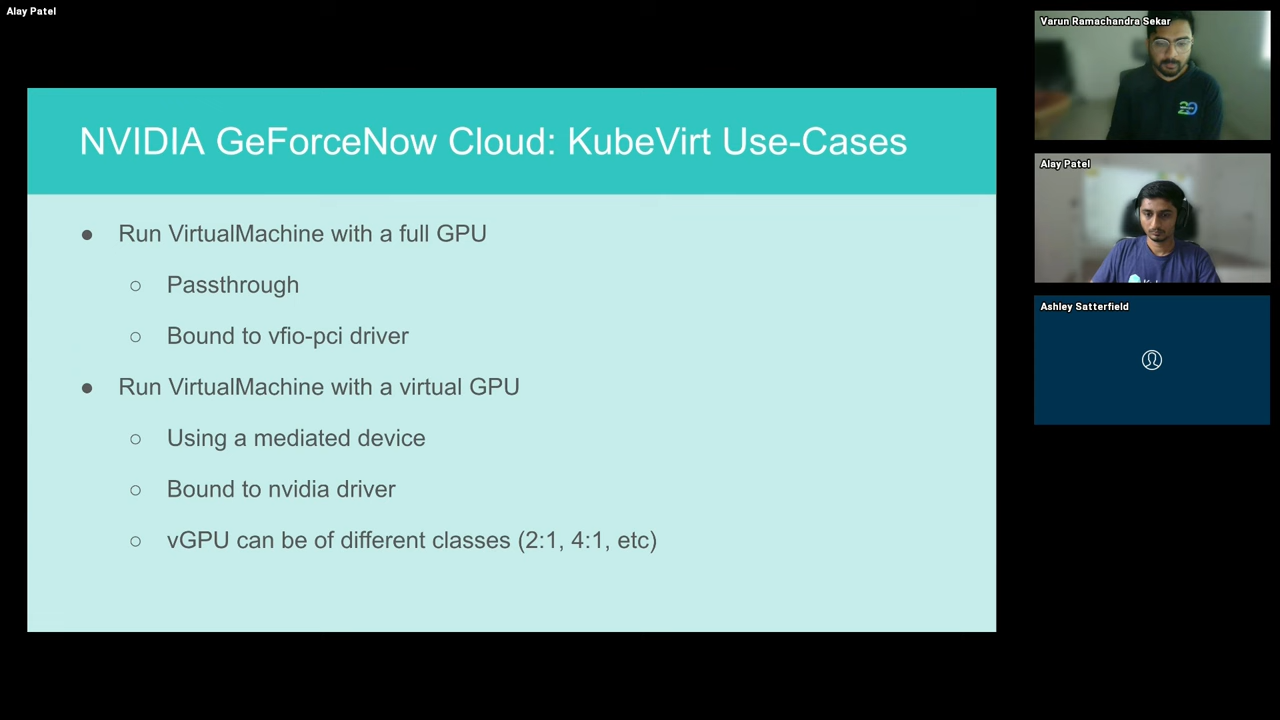 Alay Patel
NVIDIA GeForceNow Cloud: KubeVirt Use-Cases
● Run VirtualMachine with a full GPU
○ Passthrough
○ Bound to vfio-pci driver
● Run VirtualMachine with a virtual GPU
○ Using a mediated device
○ Bound to nvidia driver
○ vGPU can be of different classes (2:1, 4:1, etc)
Varun Ramachandra Sekar
Alay Patel
Ashley Satterfield